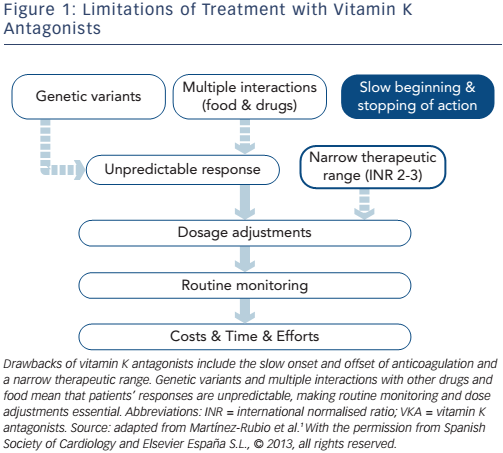 Figure 1: Limitations of Treatment with Vitamin K
Antagonists
Genetic variants
Multiple interactions
(food & drugs)
Slow beginning &
stopping of action
Unpredictable response
Narrow therapeutic
range (INR 2-3)
Dosage adjustments
Routine monitoring
Costs & Time & Efforts
Drawbacks of vitamin K antagonists include the slow onset and offset of anticoagulation and
a narrow therapeutic range. Genetic variants and multiple interactions with other drugs and
food mean that patients' responses are unpredictable, making routine monitoring and dose
adjustments essential. Abbreviations: INR = international normalised ratio; VKA = vitamin K
antagonists. Source: adapted from Martínez-Rubio et al.¹ With the permission from Spanish
Society of Cardiology and Elsevier España S.L., © 2013, all rights reserved.